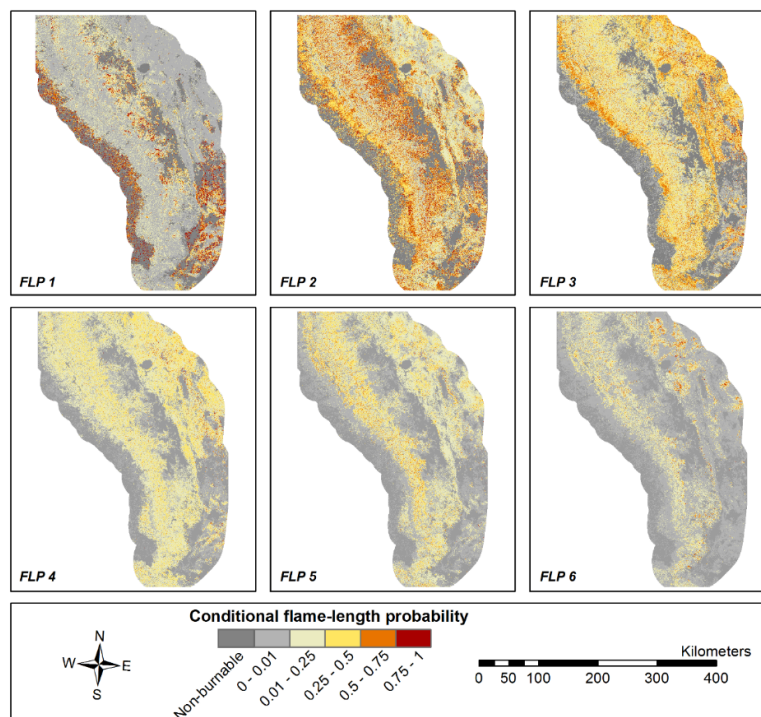 FLP 1
FLP 2
FLP 3
FLP 4
FLP 5
FLP 6
Conditional flame-length probability
Non-burnable
0 - 0.01
0.01 - 0.25
0.25 - 0.5
0.5 - 0.75
0.75 - 1
N
W E
S
Kilometers
0 50 100 200 300 400